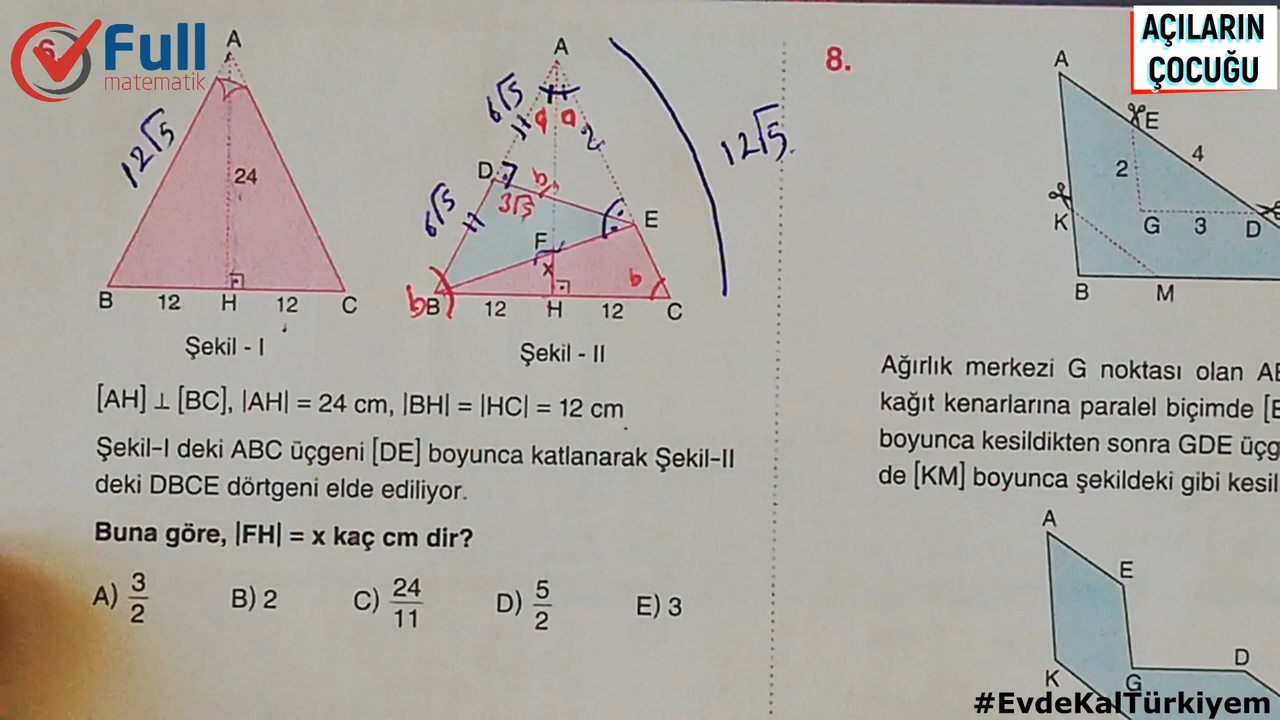 6.
Full
matematik
AÇILARIN
ÇOCUĞU
A
12√5
24
B 12 H 12 C
Şekil - I
A
6√5
a a
2
D
b
3√5
6√5
E
F
x
b
b
B 12 H 12 C
12√5
Şekil - II
[AH] ⊥ [BC], |AH| = 24 cm, |BH| = |HC| = 12 cm
Şekil–I deki ABC üçgeni [DE] boyunca katlanarak Şekil–II
deki DBCE dörtgeni elde ediliyor.
Buna göre, |FH| = x kaç cm dir?
A) 3/2 B) 2 C) 24/11 D) 5/2 E) 3
8.
A
E
4
2
K G 3 D
B M
Ağırlık merkezi G noktası olan AB
kağıt kenarlarına paralel biçimde [E
boyunca kesildikten sonra GDE üçg
de [KM] boyunca şekildeki gibi kesil
A
E
D
K G
#EvdeKalTürkiyem